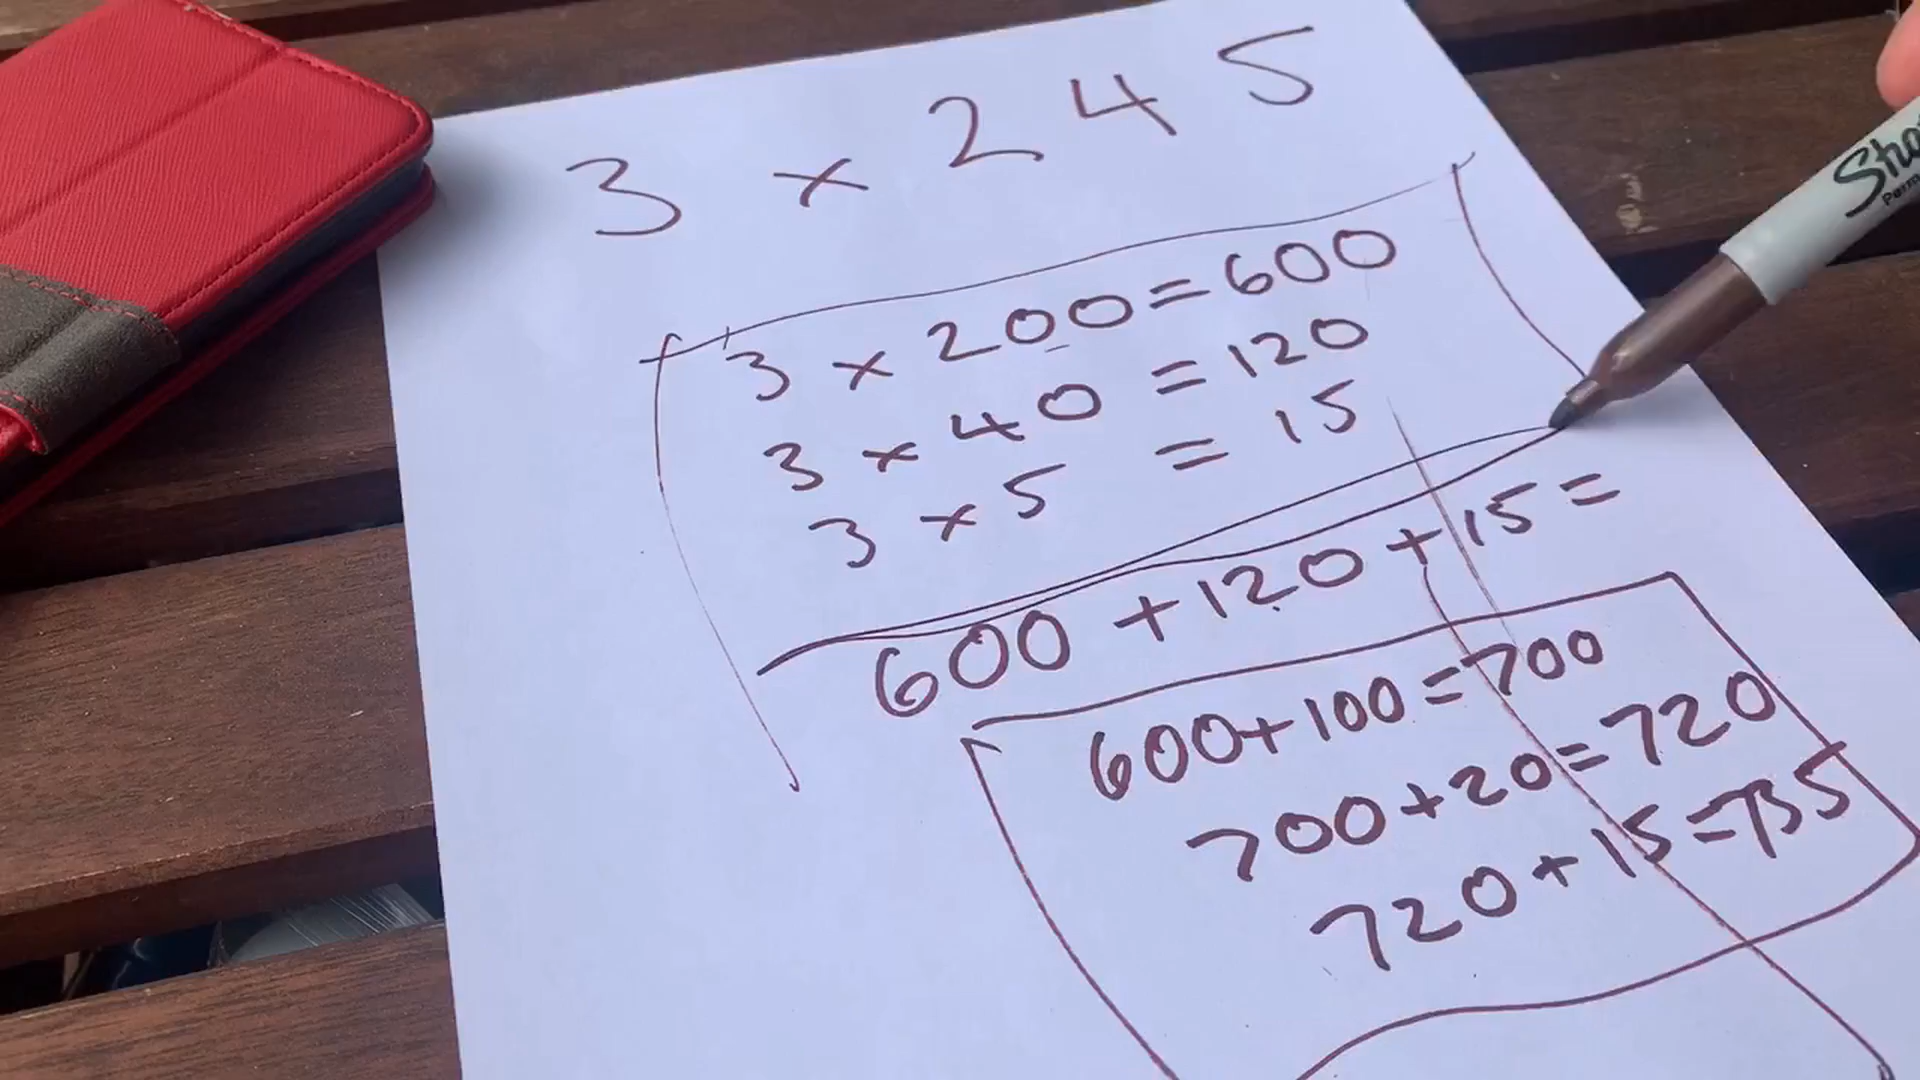 3 × 245
3 × 200 = 600
3 × 40 = 120
3 × 5 = 15
600 + 120 + 15 =
600 + 100 = 700
700 + 20 = 720
720 + 15 = 735